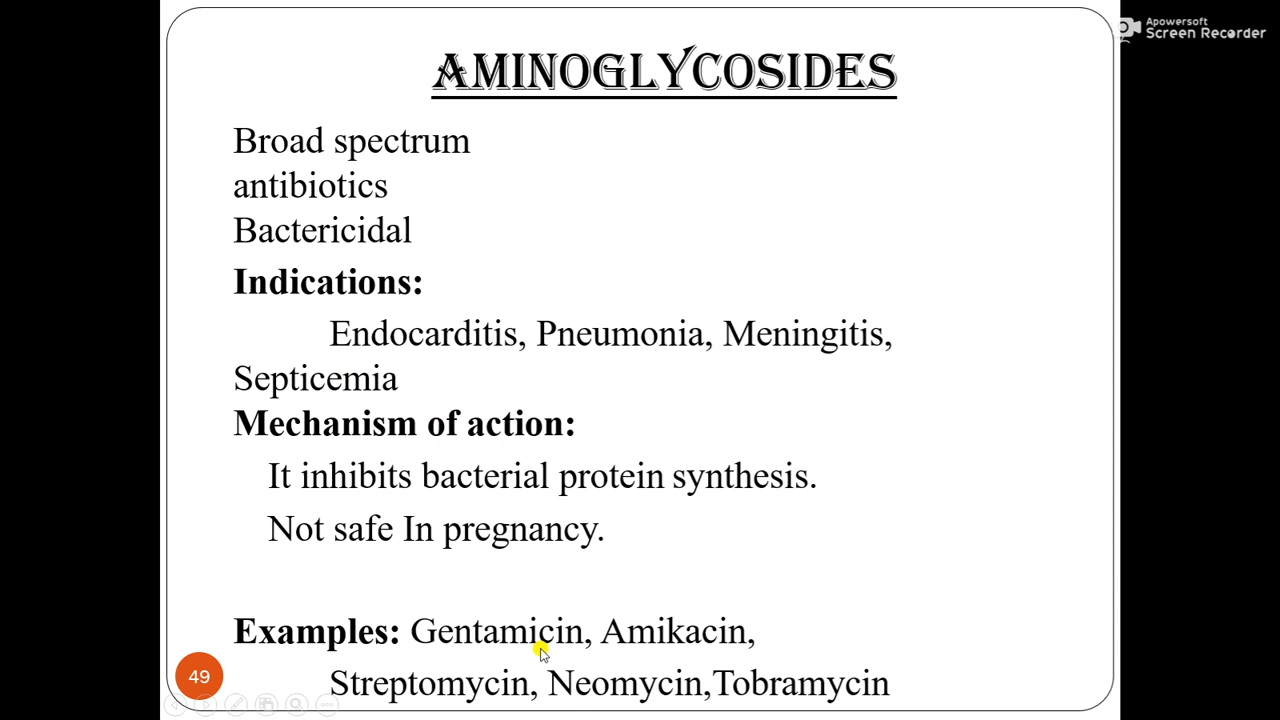 Apowersoft
Screen Recorder
AMINOGLYCOSIDES
Broad spectrum
antibiotics
Bactericidal
Indications:
Endocarditis, Pneumonia, Meningitis,
Septicemia
Mechanism of action:
It inhibits bacterial protein synthesis.
Not safe In pregnancy.
Examples: Gentamicin, Amikacin,
Streptomycin, Neomycin,Tobramycin
49